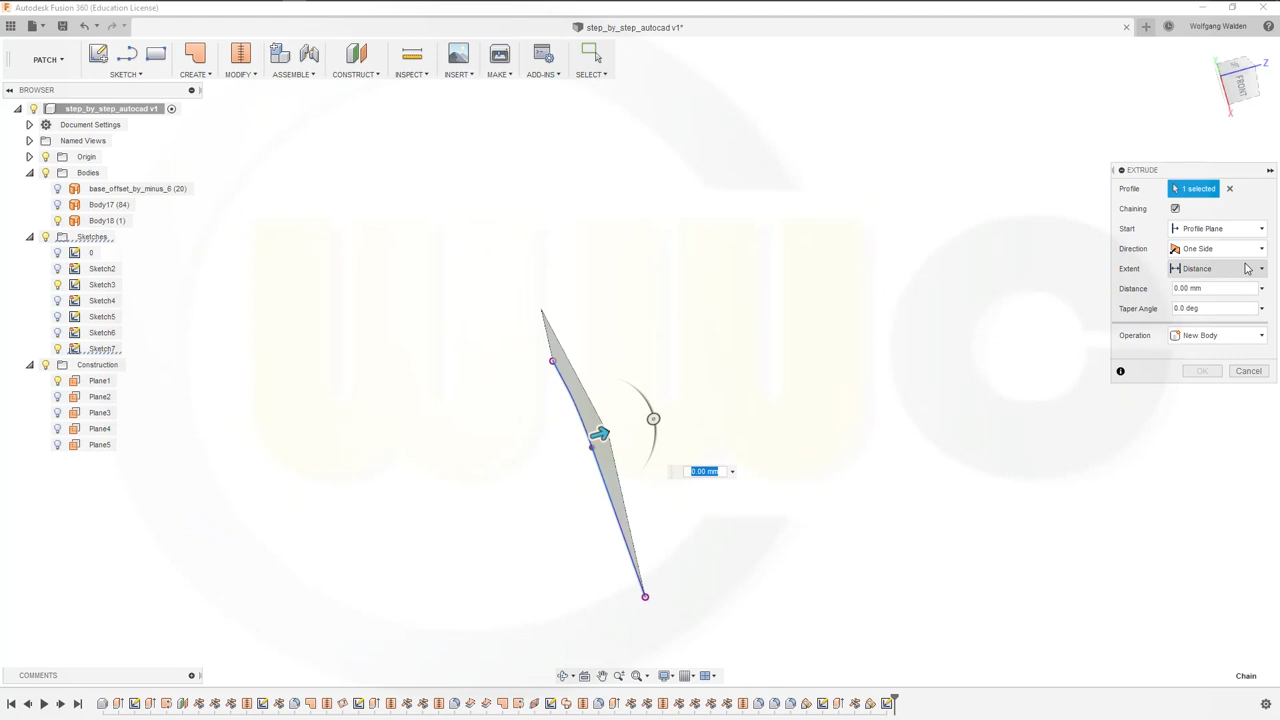 Autodesk Fusion 360 (Education License)
step_by_step_autocad v1*
Wolfgang Walden
PATCH
SKETCH
CREATE
MODIFY
ASSEMBLE
CONSTRUCT
INSPECT
INSERT
MAKE
ADD-INS
SELECT
BROWSER
step_by_step_autocad v1
Document Settings
Named Views
Origin
Bodies
base_offset_by_minus_6 (20)
Body17 (84)
Body18 (1)
Sketches
0
Sketch2
Sketch3
Sketch4
Sketch5
Sketch6
Sketch7
Construction
Plane1
Plane2
Plane3
Plane4
Plane5
FRONT
Z
Y
X
EXTRUDE
Profile 1 selected
Chaining
Start Profile Plane
Direction One Side
Extent Distance
Distance 0.00 mm
Taper Angle 0.0 deg
Operation New Body
OK Cancel
0.00 mm
COMMENTS
Chain